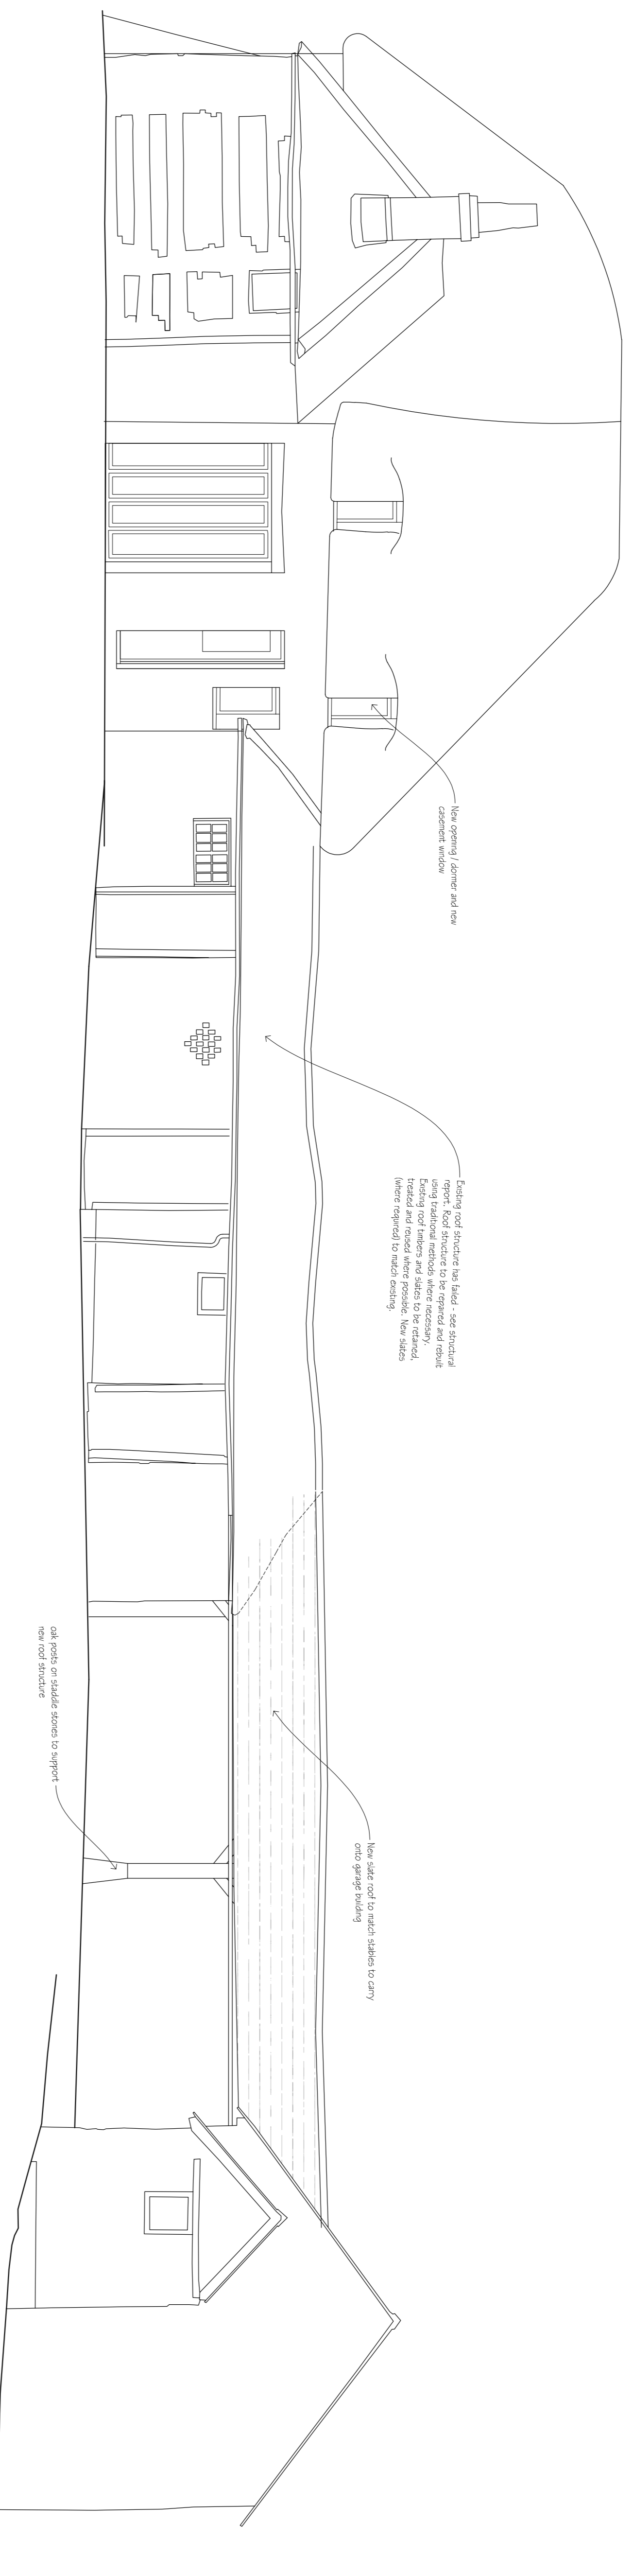 New opening / dormer and new
casement window
Existing roof structure has failed - see structural
report. Roof structure to be repaired and rebuilt
using traditional methods where necessary.
Existing roof timbers and slates to be retained,
treated and reused where possible. New slates
(where required) to match existing.
oak posts on staddle stones to support
new roof structure
New slate roof to match stables to carry
onto garage building